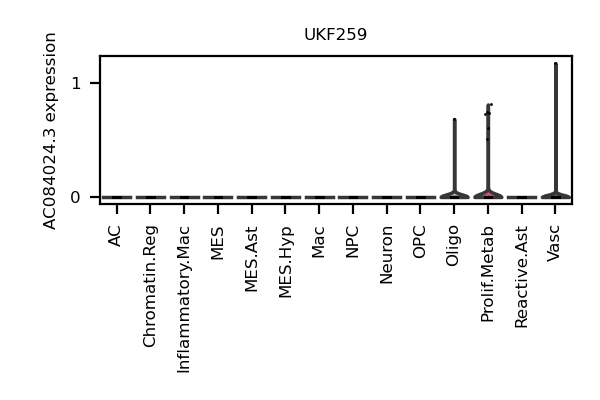 UKF259
AC084024.3 expression
1
0
AC
Chromatin.Reg
Inflammatory.Mac
MES
MES.Ast
MES.Hyp
Mac
NPC
Neuron
OPC
Oligo
Prolif.Metab
Reactive.Ast
Vasc